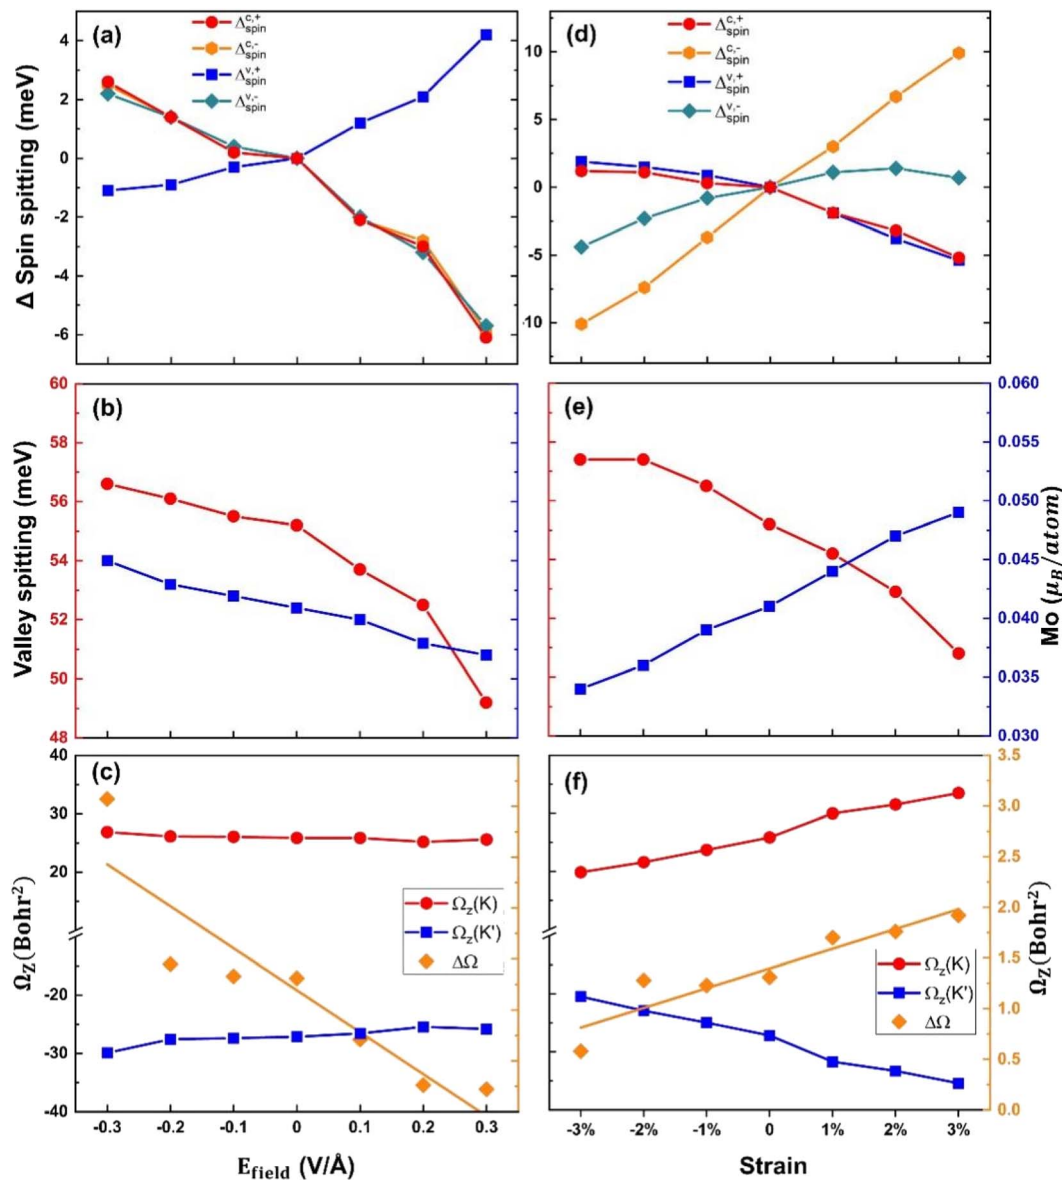 (a)
Δ^{c,+}_{spin}
Δ^{c,-}_{spin}
Δ^{v,+}_{spin}
Δ^{v,-}_{spin}
4
2
0
-2
-4
-6
Δ Spin spitting (meV)
(d)
Δ^{c,+}_{spin}
Δ^{c,-}_{spin}
Δ^{v,+}_{spin}
Δ^{v,-}_{spin}
10
5
0
-5
-10
(b)
60
58
56
54
52
50
48
Valley spitting (meV)
(e)
0.060
0.055
0.050
0.045
0.040
0.035
0.030
Mo (μ_B/atom)
(c)
40
30
20
-20
-30
-40
Ω_Z(Bohr²)
Ω_z(K)
Ω_z(K')
ΔΩ
-0.3 -0.2 -0.1 0 0.1 0.2 0.3
E_field (V/Å)
(f)
3.5
3.0
2.5
2.0
1.5
1.0
0.5
0.0
Ω_Z(Bohr²)
Ω_z(K)
Ω_z(K')
ΔΩ
-3% -2% -1% 0 1% 2% 3%
Strain